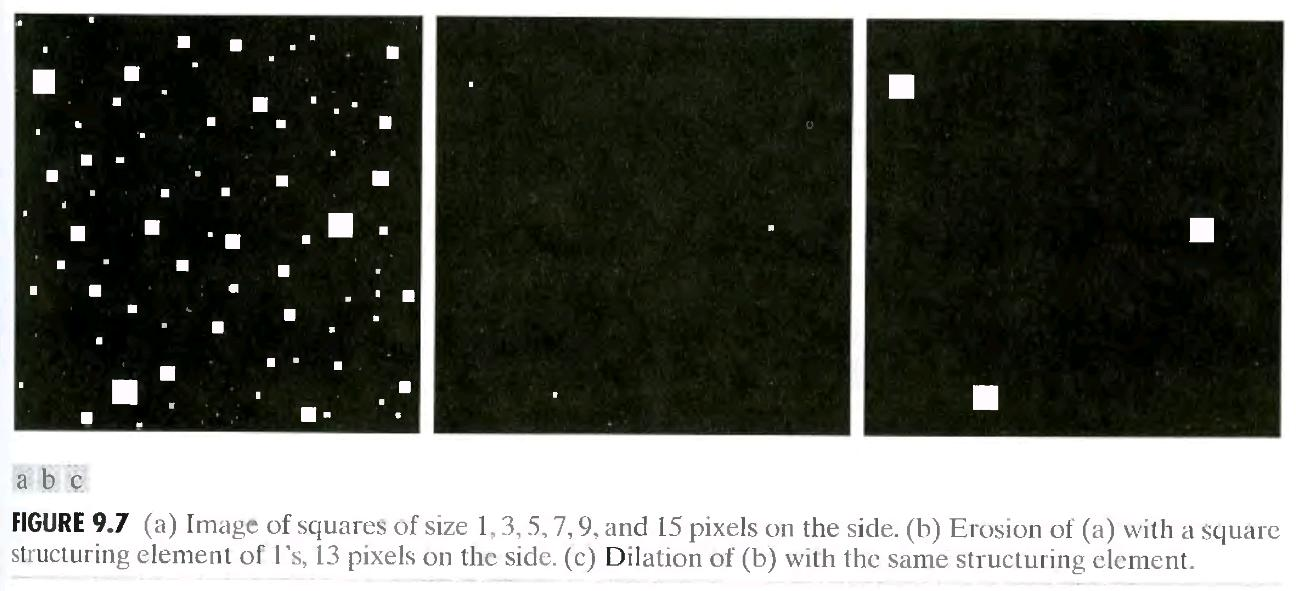 a b c
FIGURE 9.7 (a) Image of squares of size 1, 3, 5, 7, 9, and 15 pixels on the side. (b) Erosion of (a) with a square
structuring element of 1's, 13 pixels on the side. (c) Dilation of (b) with the same structuring element.